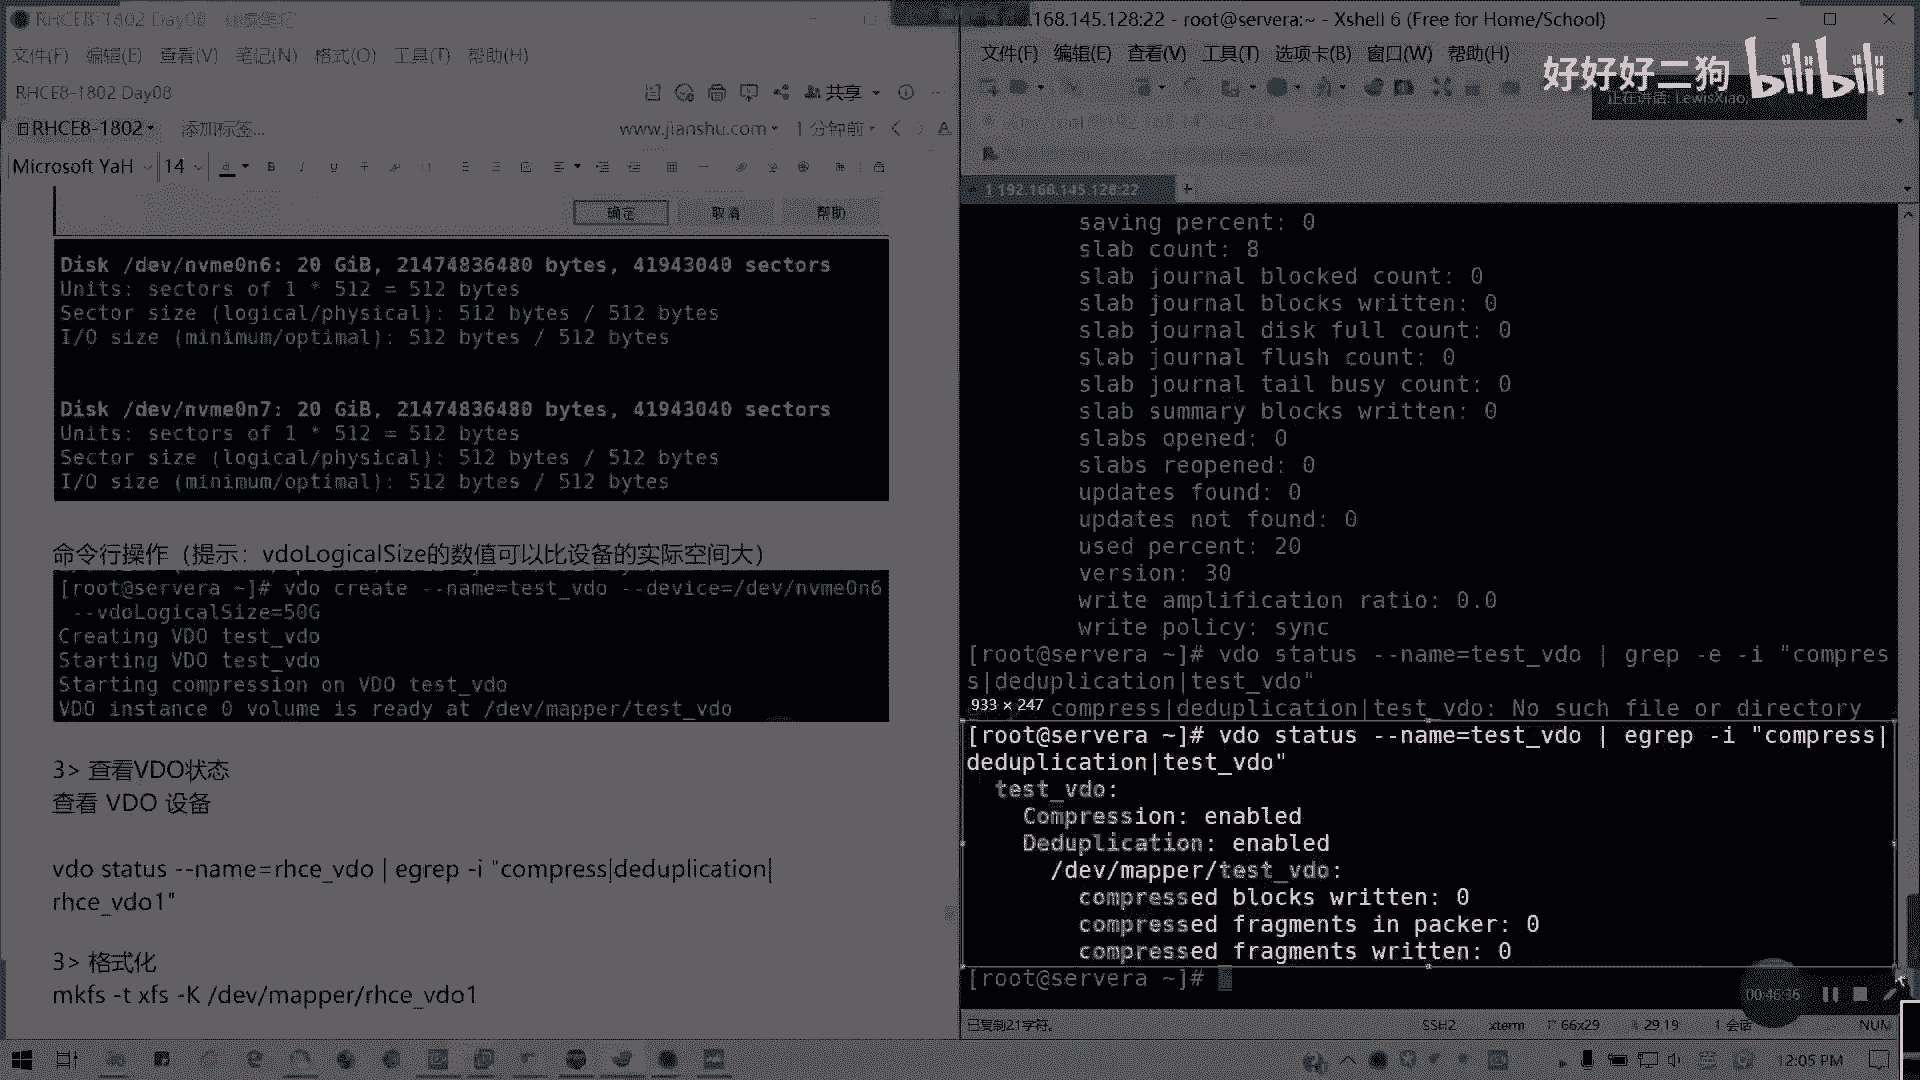 RHCE8-1802 Day08
文件(F) 编辑(E) 查看(V) 笔记(N) 格式(O) 工具(T) 帮助(H)
RHCE8-1802 Day08
共享
RHCE8-1802
添加标签...
www.jianshu.com
1 分钟前
Microsoft YaH
14
确定 取消 帮助
Disk /dev/nvme0n6: 20 GiB, 21474836480 bytes, 41943040 sectors
Units: sectors of 1 * 512 = 512 bytes
Sector size (logical/physical): 512 bytes / 512 bytes
I/O size (minimum/optimal): 512 bytes / 512 bytes
Disk /dev/nvme0n7: 20 GiB, 21474836480 bytes, 41943040 sectors
Units: sectors of 1 * 512 = 512 bytes
Sector size (logical/physical): 512 bytes / 512 bytes
I/O size (minimum/optimal): 512 bytes / 512 bytes
命令行操作（提示：vdoLogicalSize的数值可以比设备的实际空间大）
[root@servera ~]# vdo create --name=test_vdo --device=/dev/nvme0n6
--vdoLogicalSize=50G
Creating VDO test_vdo
Starting VDO test_vdo
Starting compression on VDO test_vdo
VDO instance 0 volume is ready at /dev/mapper/test_vdo
3> 查看VDO状态
查看 VDO 设备
vdo status --name=rhce_vdo | egrep -i "compress|deduplication|
rhce_vdo1"
3> 格式化
mkfs -t xfs -K /dev/mapper/rhce_vdo1
.168.145.128:22 - root@servera:~ - Xshell 6 (Free for Home/School)
文件(F) 编辑(E) 查看(V) 工具(T) 选项卡(B) 窗口(W) 帮助(H)
好好好二狗 bilibili
正在讲话: LewisXiao;
1 192.168.145.128:22
saving percent: 0
slab count: 8
slab journal blocked count: 0
slab journal blocks written: 0
slab journal disk full count: 0
slab journal flush count: 0
slab journal tail busy count: 0
slab summary blocks written: 0
slabs opened: 0
slabs reopened: 0
updates found: 0
updates not found: 0
used percent: 20
version: 30
write amplification ratio: 0.0
write policy: sync
[root@servera ~]# vdo status --name=test_vdo | grep -e -i "compres
s|deduplication|test_vdo"
933 × 247
compress|deduplication|test_vdo: No such file or directory
[root@servera ~]# vdo status --name=test_vdo | egrep -i "compress|
deduplication|test_vdo"
test_vdo:
Compression: enabled
Deduplication: enabled
/dev/mapper/test_vdo:
compressed blocks written: 0
compressed fragments in packer: 0
compressed fragments written: 0
[root@servera ~]#
00:46:36
已复制21字符。
SSH2 xterm 66x29 29,19 1 会话 NUM
12:05 PM